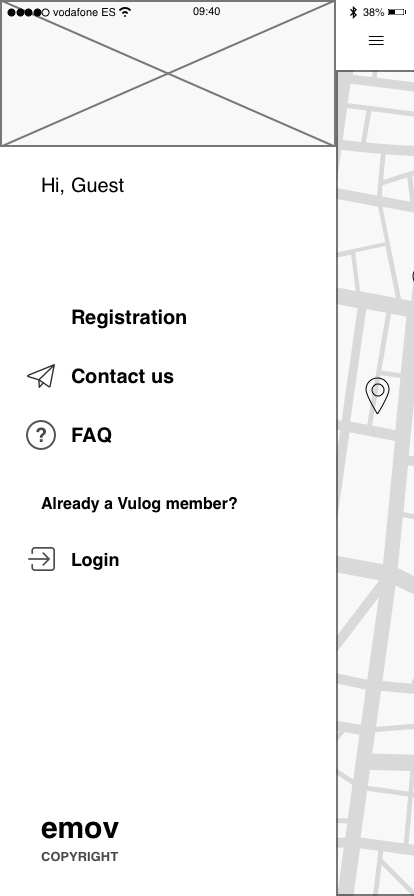 vodafone ES 09:40 38%
Hi, Guest
Registration
Contact us
? FAQ
Already a Vulog member?
Login
emov
COPYRIGHT